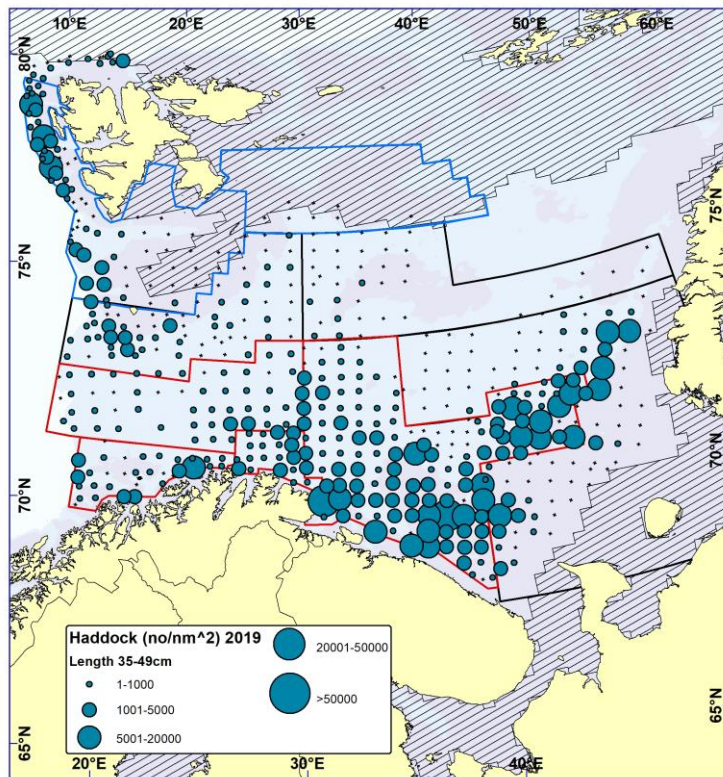 10°E 20°E 30°E 40°E 50°E 60°E
80°N
75°N
75°N
70°N
70°N
65°N
65°N
Haddock (no/nm^2) 2019
Length 35-49cm
1-1000
1001-5000
5001-20000
20001-50000
>50000
20°E 30°E 40°E